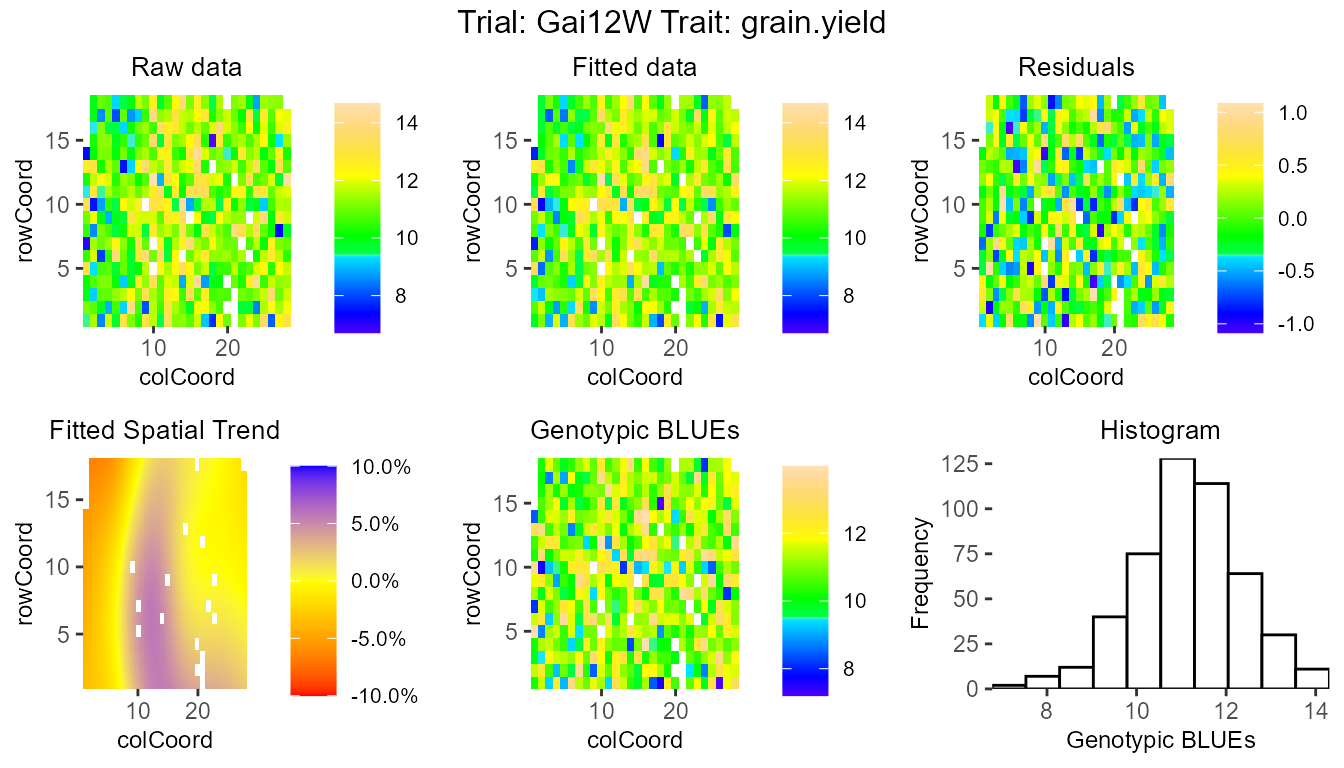 Trial: Gai12W Trait: grain.yield
Raw data
Fitted data
Residuals
rowCoord
15
10
5
10
20
colCoord
14
12
10
8
rowCoord
15
10
5
10
20
colCoord
14
12
10
8
rowCoord
15
10
5
10
20
colCoord
1.0
0.5
0.0
-0.5
-1.0
Fitted Spatial Trend
Genotypic BLUEs
Histogram
rowCoord
15
10
5
10
20
colCoord
10.0%
5.0%
0.0%
-5.0%
-10.0%
rowCoord
15
10
5
10
20
colCoord
12
10
8
Frequency
125
100
75
50
25
0
8
10
12
14
Genotypic BLUEs